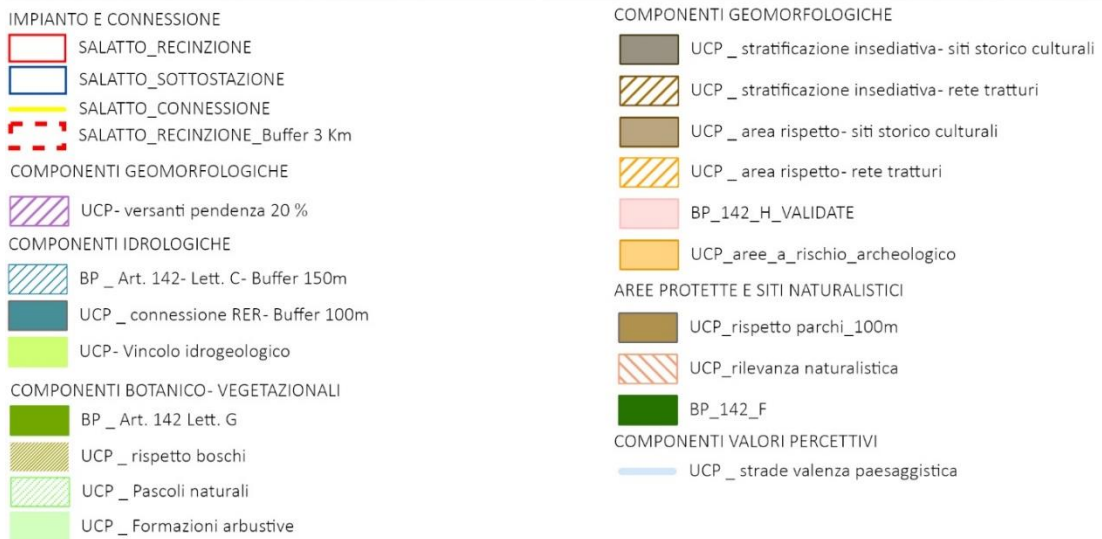 IMPIANTO E CONNESSIONE
SALATTO_RECINZIONE
SALATTO_SOTTOSTAZIONE
SALATTO_CONNESSIONE
SALATTO_RECINZIONE_Buffer 3 Km
COMPONENTI GEOMORFOLOGICHE
UCP- versanti pendenza 20 %
COMPONENTI IDROLOGICHE
BP _ Art. 142- Lett. C- Buffer 150m
UCP _ connessione RER- Buffer 100m
UCP- Vincolo idrogeologico
COMPONENTI BOTANICO- VEGETAZIONALI
BP _ Art. 142 Lett. G
UCP _ rispetto boschi
UCP _ Pascoli naturali
UCP _ Formazioni arbustive
COMPONENTI GEOMORFOLOGICHE
UCP _ stratificazione insediativa- siti storico culturali
UCP _ stratificazione insediativa- rete tratturi
UCP _ area rispetto- siti storico culturali
UCP _ area rispetto- rete tratturi
BP_142_H_VALIDATE
UCP_aree_a_rischio_archeologico
AREE PROTETTE E SITI NATURALISTICI
UCP_rispetto parchi_100m
UCP_rilevanza naturalistica
BP_142_F
COMPONENTI VALORI PERCETTIVI
UCP _ strade valenza paesaggistica